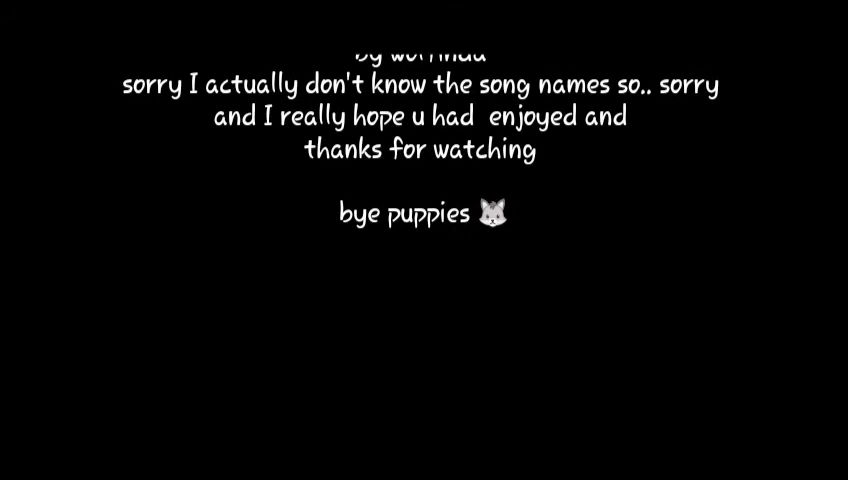 by
sorry I actually don't know the song names so.. sorry
and I really hope u had enjoyed and
thanks for watching
bye puppies 🐺